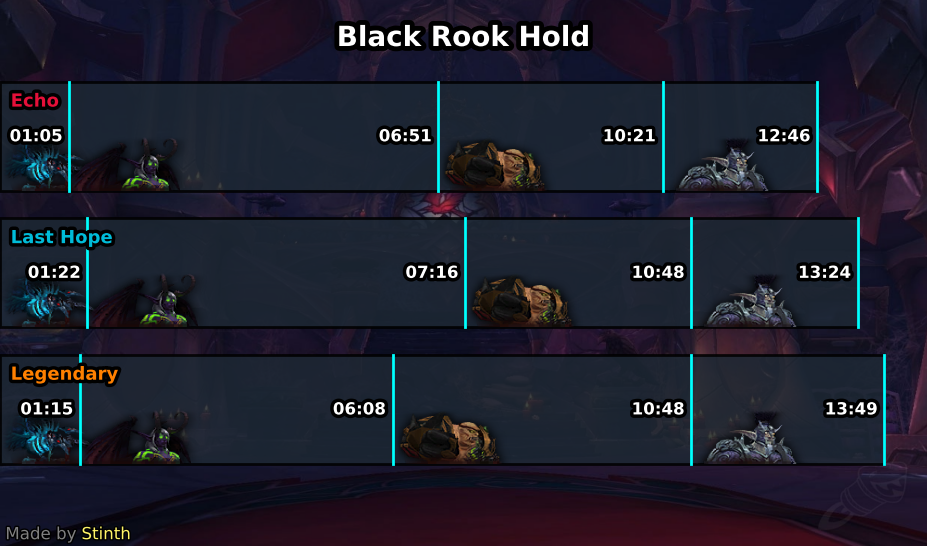 Black Rook Hold
Echo
01:05 06:51 10:21 12:46
Last Hope
01:22 07:16 10:48 13:24
Legendary
01:15 06:08 10:48 13:49
Made by Stinth